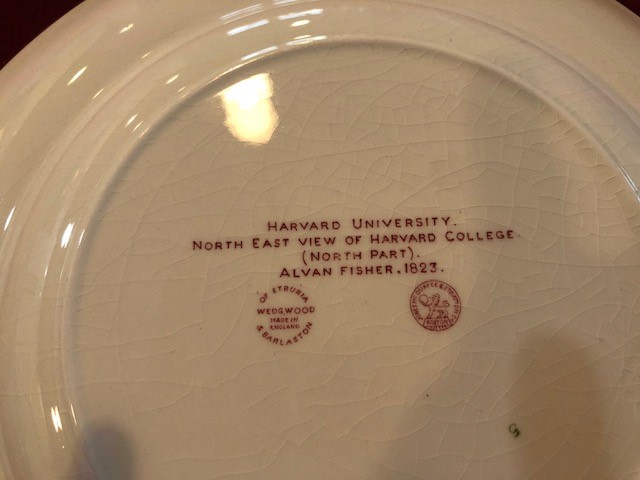 HARVARD UNIVERSITY.
NORTH EAST VIEW OF HARVARD COLLEGE.
(NORTH PART).
ALVAN FISHER. 1823.
OF ETRURIA
WEDGWOOD
MADE IN
ENGLAND
& BARLASTON